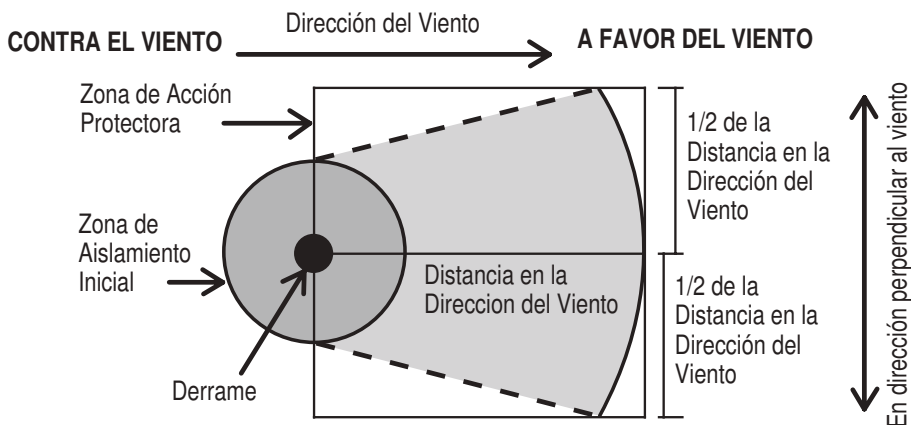 Dirección del Viento
CONTRA EL VIENTO
A FAVOR DEL VIENTO
Zona de Acción
Protectora
1/2 de la
Distancia en la
Dirección del
Viento
En dirección perpendicular al viento
Zona de
Aislamiento
Inicial
Distancia en la
Direccion del Viento
1/2 de la
Distancia en la
Dirección del
Viento
Derrame